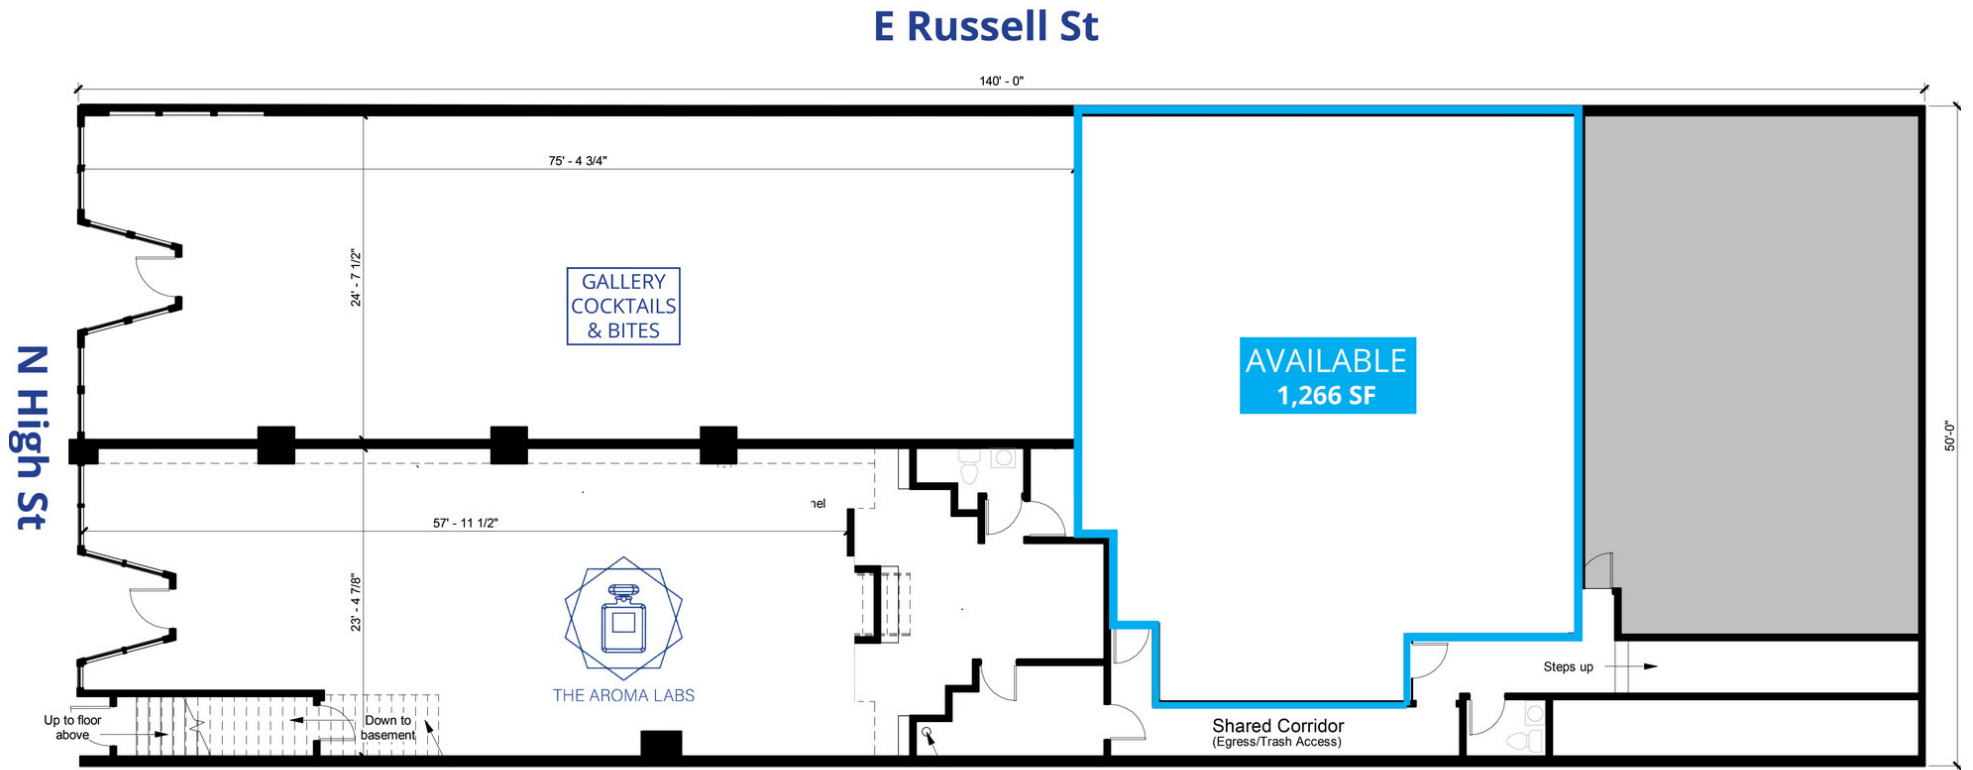 E Russell St
140' - 0"
75' - 4 3/4"
24' - 7 1/2"
GALLERY
COCKTAILS
& BITES
AVAILABLE
1,266 SF
N High St
50'-0"
nel
57' - 11 1/2"
23' - 4 7/8"
THE AROMA LABS
Steps up
Up to floor
above
Down to
basement
Shared Corridor
(Egress/Trash Access)